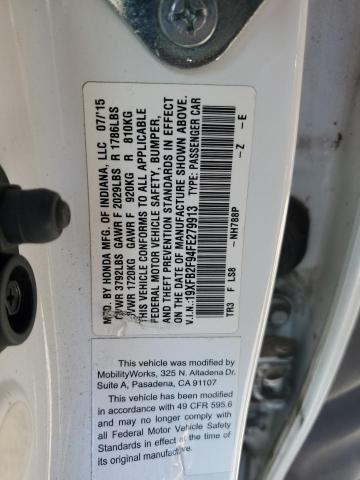 MFD. BY HONDA MFG. OF INDIANA, LLC 07/'15
GVWR 3792LBS GAWR F 2029LBS R 1786LBS
GVWR 1720KG GAWR F 920KG R 810KG
THIS VEHICLE CONFORMS TO ALL APPLICABLE
FEDERAL MOTOR VEHICLE SAFETY, BUMPER,
AND THEFT PREVENTION STANDARDS IN EFFECT
ON THE DATE OF MANUFACTURE SHOWN ABOVE.
V.I.N.: 19XFB2F94FE279913 TYPE: PASSENGER CAR
NH788P - Z - E
TR3 F LS8
This vehicle was modified by
MobilityWorks, 325 N. Altadena Dr.
Suite A, Pasadena, CA 91107
This vehicle has been modified
in accordance with 49 CFR 595.6
and may no longer comply with
all Federal Motor Vehicle Safety
Standards in effect at the time of
its original manufacture.